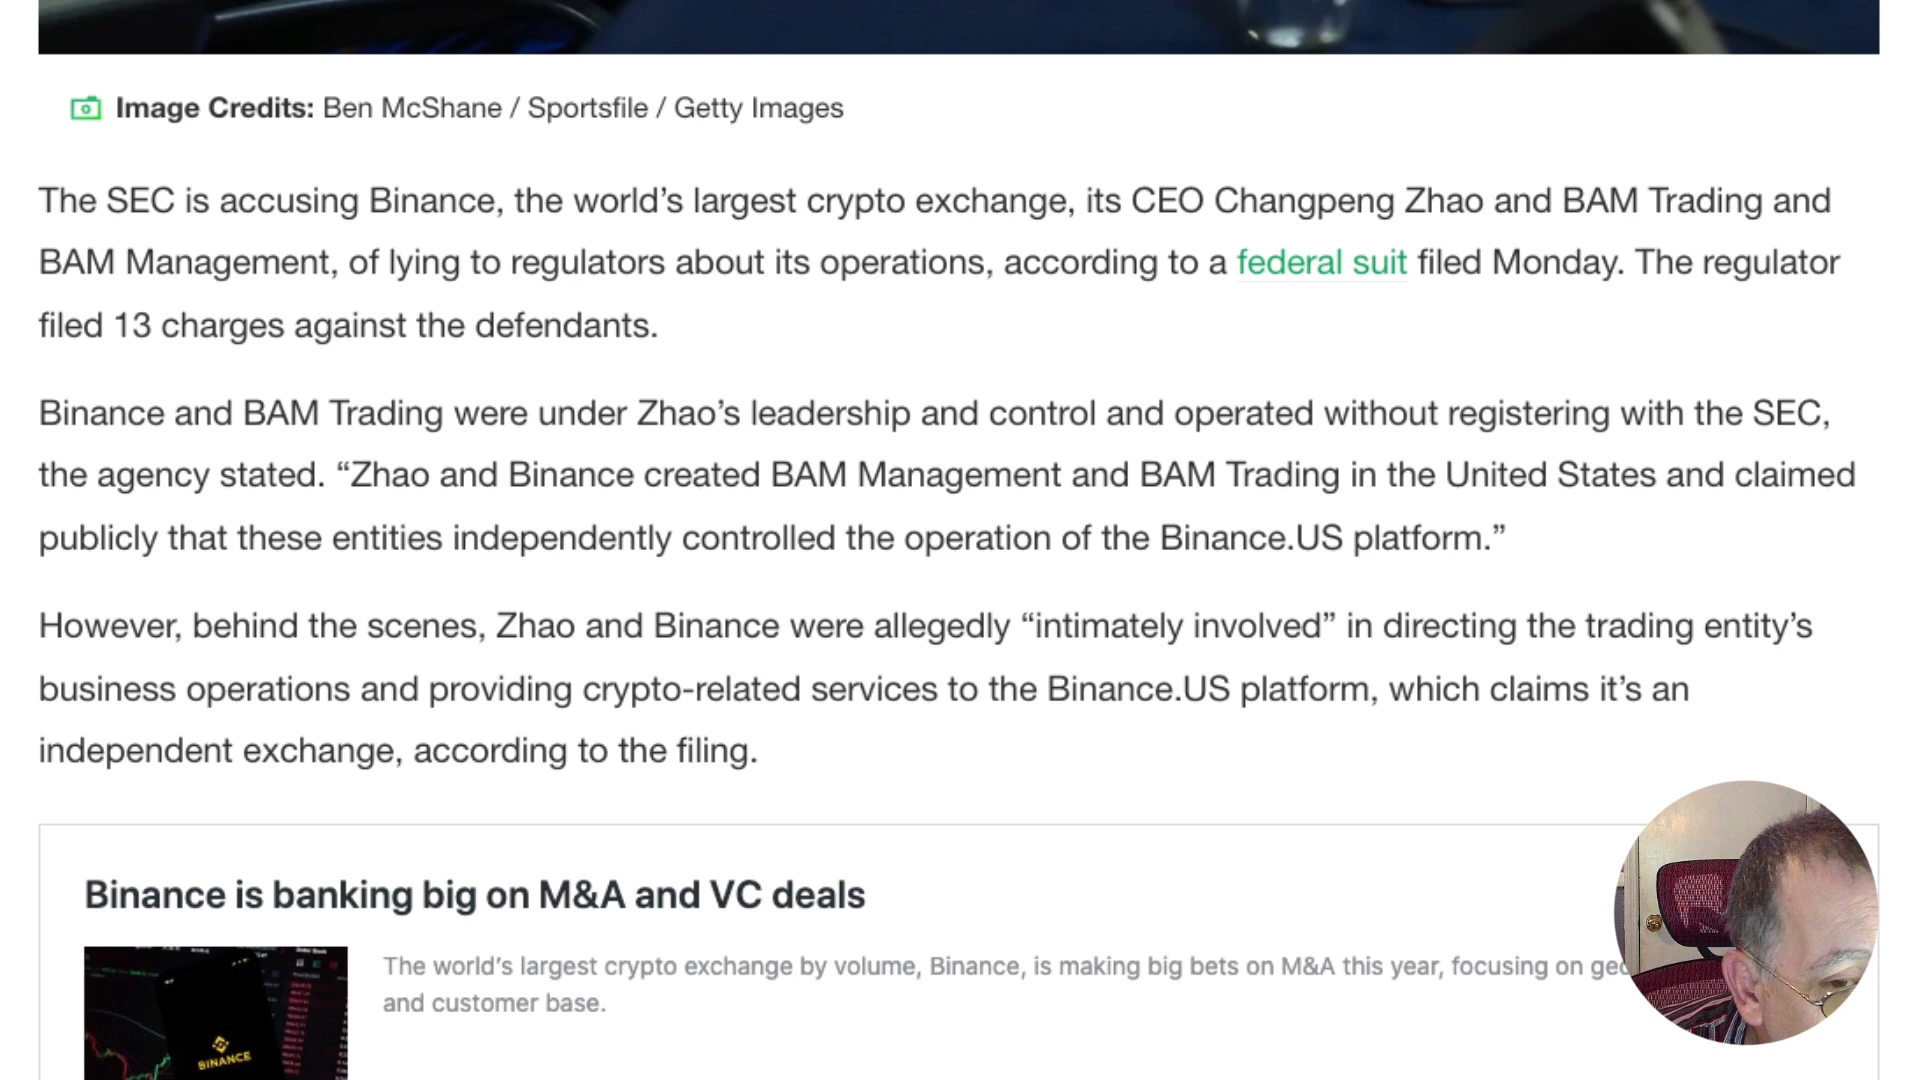 Image Credits: Ben McShane / Sportsfile / Getty Images
The SEC is accusing Binance, the world’s largest crypto exchange, its CEO Changpeng Zhao and BAM Trading and
BAM Management, of lying to regulators about its operations, according to a federal suit filed Monday. The regulator
filed 13 charges against the defendants.
Binance and BAM Trading were under Zhao’s leadership and control and operated without registering with the SEC,
the agency stated. “Zhao and Binance created BAM Management and BAM Trading in the United States and claimed
publicly that these entities independently controlled the operation of the Binance.US platform.”
However, behind the scenes, Zhao and Binance were allegedly “intimately involved” in directing the trading entity’s
business operations and providing crypto-related services to the Binance.US platform, which claims it’s an
independent exchange, according to the filing.
Binance is banking big on M&A and VC deals
The world’s largest crypto exchange by volume, Binance, is making big bets on M&A this year, focusing on
and customer base.
BINANCE